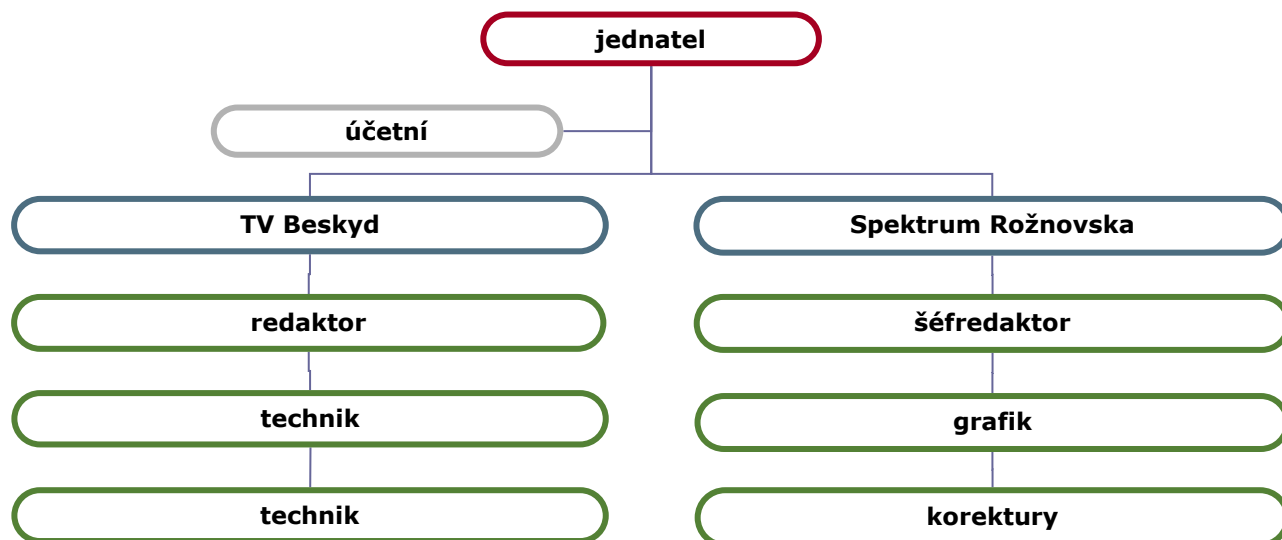 jednatel
účetní
TV Beskyd
Spektrum Rožnovska
redaktor
šéfredaktor
technik
grafik
technik
korektury